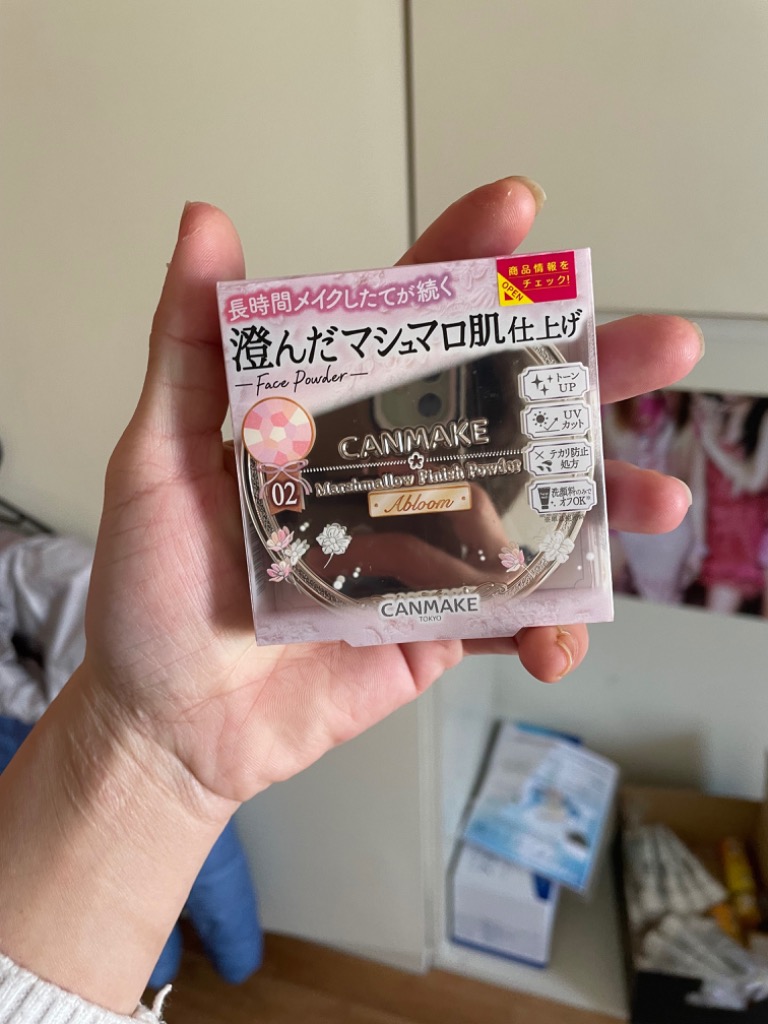 商品情報を
チェック!
OPEN
長時間メイクしたてが続く
澄んだマシュマロ肌仕上げ
Face Powder
トーン
UP
UV
カット
テカリ防止
処方
洗顔料のみで
オフOK
CANMAKE
Marshmallow Finish Powder
Abloom
02
CANMAKE
TOKYO